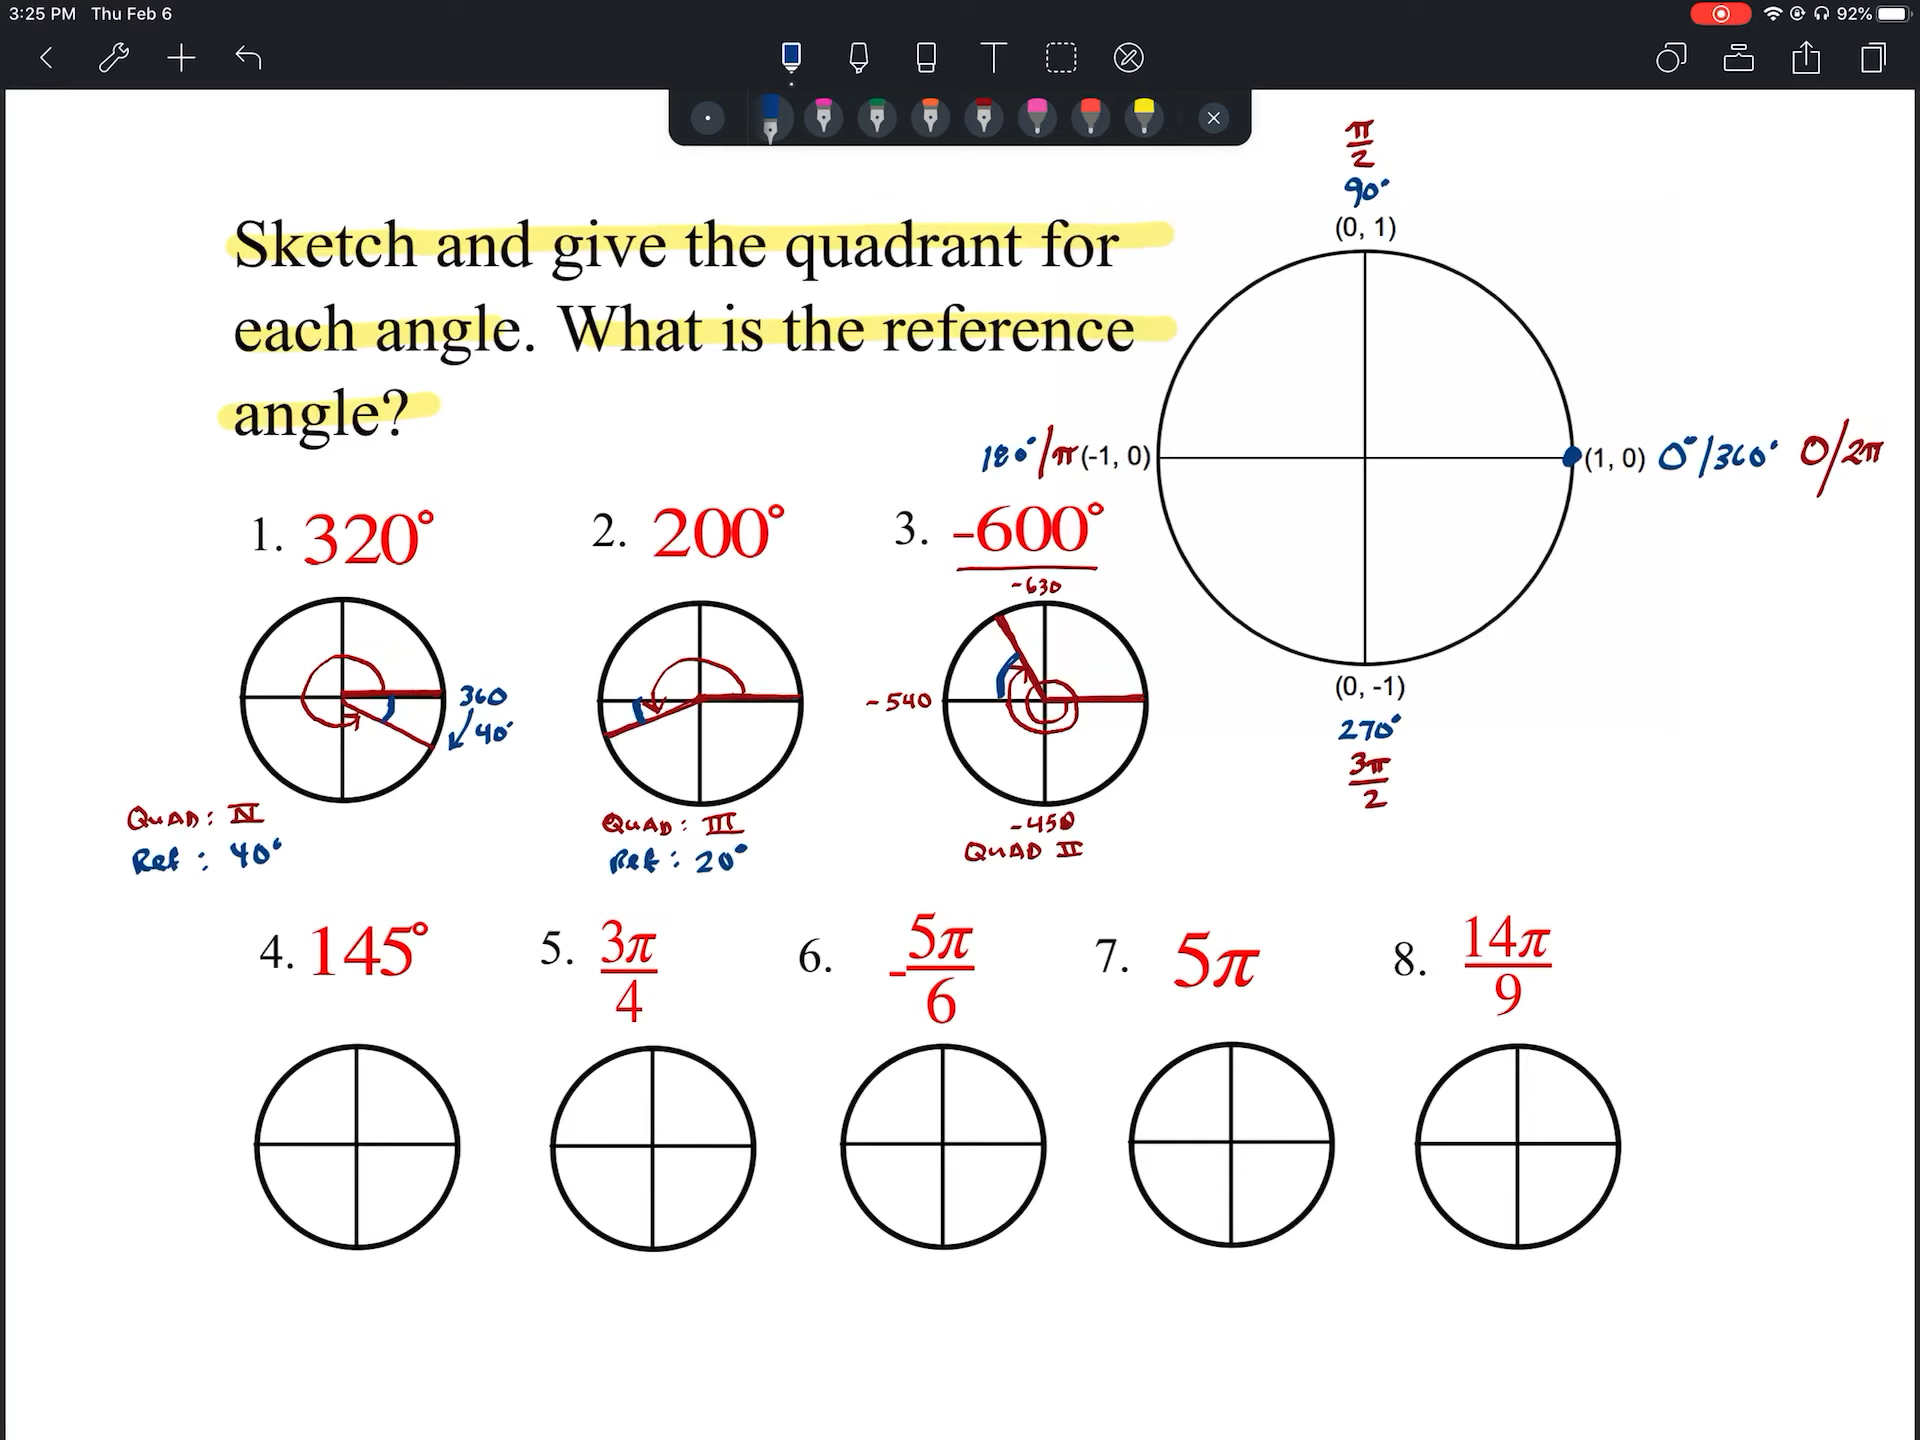 3:25 PM Thu Feb 6
92%
π/2
90°
(0, 1)
Sketch and give the quadrant for
each angle. What is the reference
angle?
180°/π (-1, 0)
(1, 0) 0°/360° 0/2π
(0, -1)
270°
3π/2
1. 320°
2. 200°
3. -600°
-630
360
40°
-540
-450
QUAD: IV
Ref: 40°
QUAD: III
Ref: 20°
QUAD II
4. 145°
5. 3π/4
6. -5π/6
7. 5π
8. 14π/9